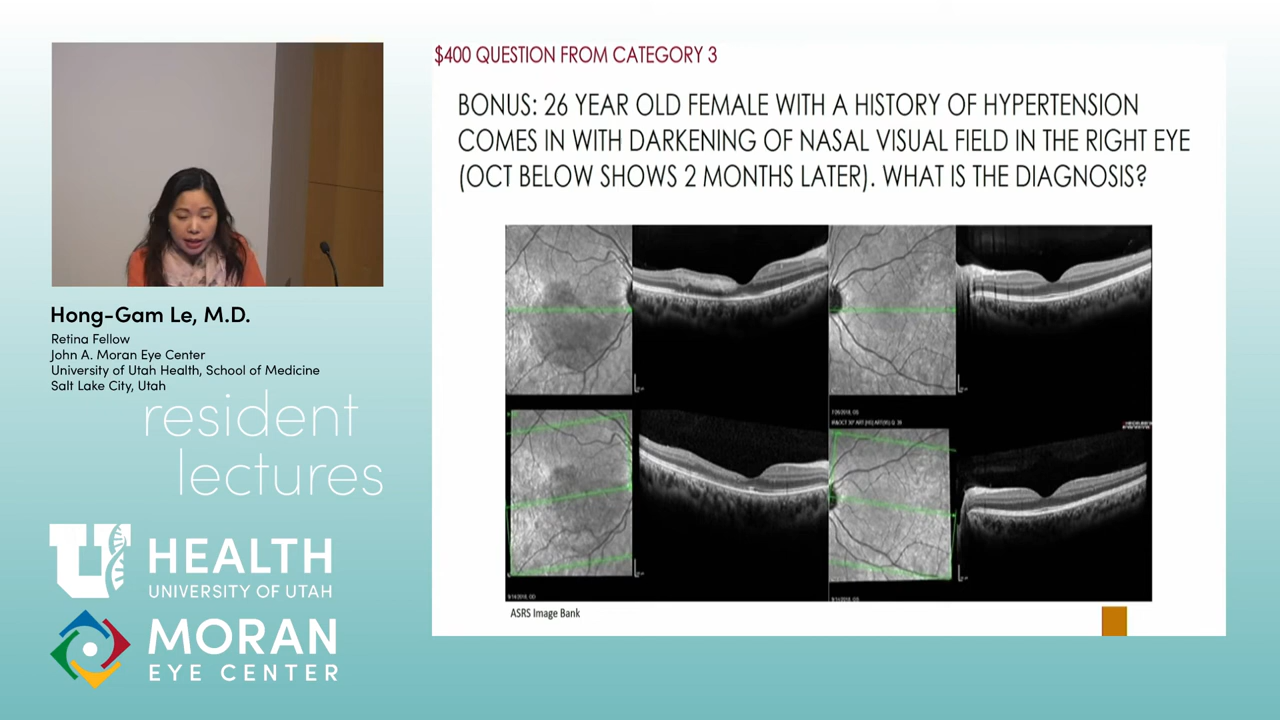 $400 QUESTION FROM CATEGORY 3
BONUS: 26 YEAR OLD FEMALE WITH A HISTORY OF HYPERTENSION
COMES IN WITH DARKENING OF NASAL VISUAL FIELD IN THE RIGHT EYE
(OCT BELOW SHOWS 2 MONTHS LATER). WHAT IS THE DIAGNOSIS?
ASRS Image Bank
Hong-Gam Le, M.D.
Retina Fellow
John A. Moran Eye Center
University of Utah Health, School of Medicine
Salt Lake City, Utah
resident
lectures
U HEALTH
UNIVERSITY OF UTAH
MORAN
EYE CENTER